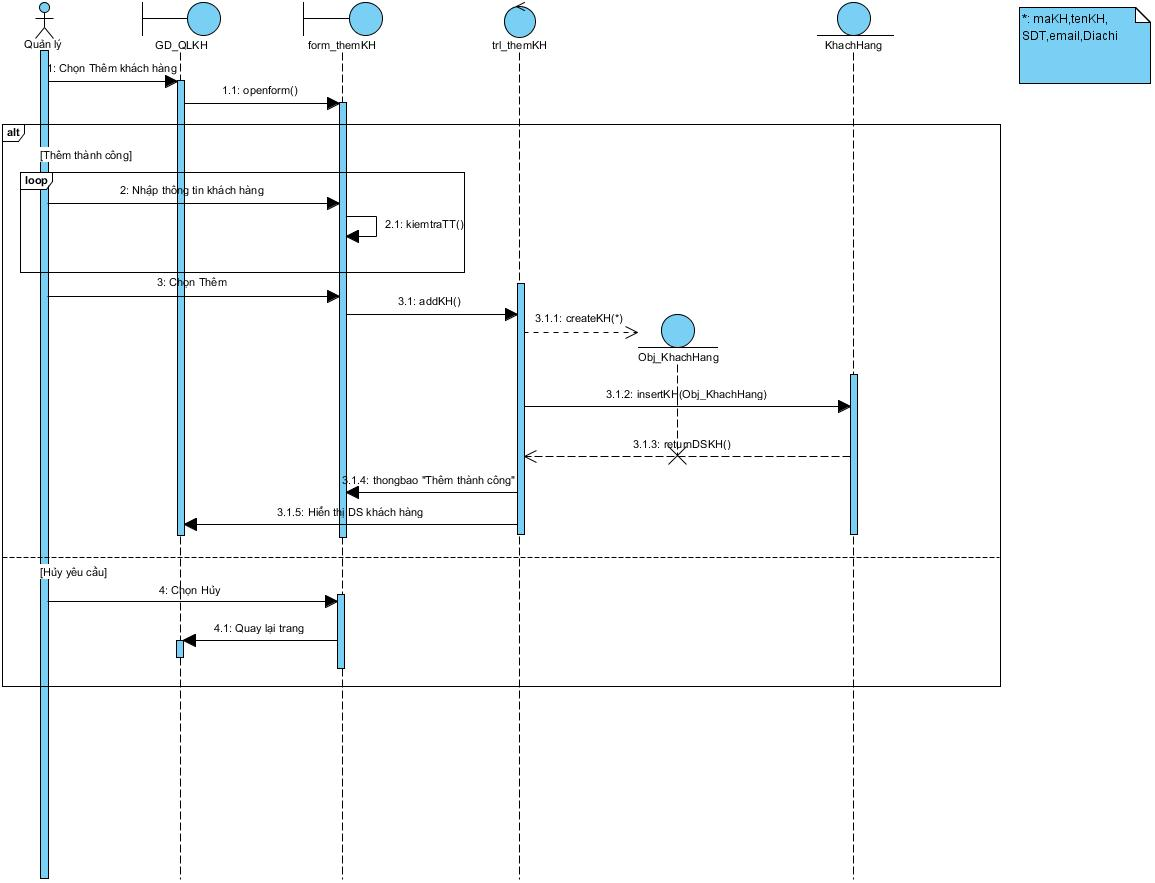 Quản lý
GD_QLKH
form_themKH
trl_themKH
KhachHang
*: maKH,tenKH,
SDT,email,Diachi
1: Chọn Thêm khách hàng
1.1: openform()
alt
[Thêm thành công]
loop
2: Nhập thông tin khách hàng
2.1: kiemtraTT()
3: Chọn Thêm
3.1: addKH()
3.1.1: createKH(*)
Obj_KhachHang
3.1.2: insertKH(Obj_KhachHang)
3.1.3: returnDSKH()
3.1.4: thongbao "Thêm thành công"
3.1.5: Hiển thị DS khách hàng
[Hủy yêu cầu]
4: Chọn Hủy
4.1: Quay lại trang